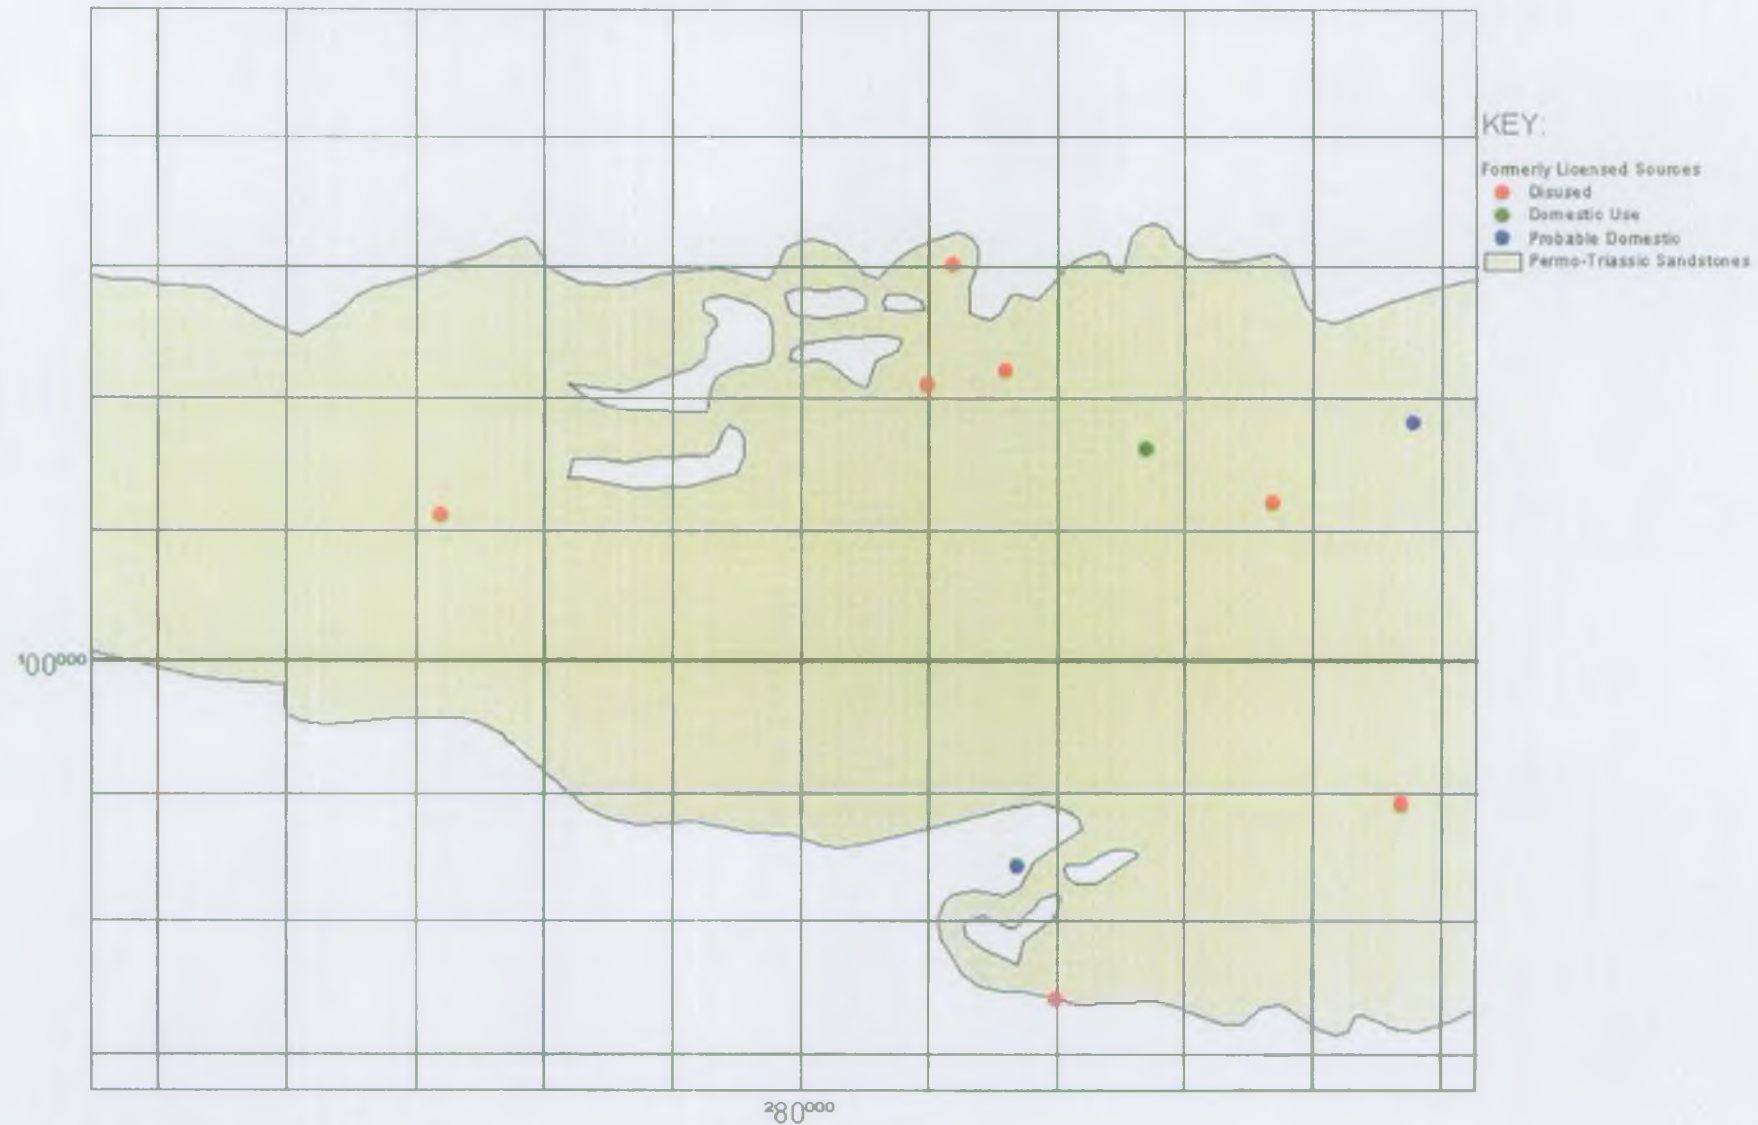 KEY:
Formerly Licensed Sources
Disused
Domestic Use
Probable Domestic
Permo-Triassic Sandstones
¹00⁰⁰⁰
²80⁰⁰⁰